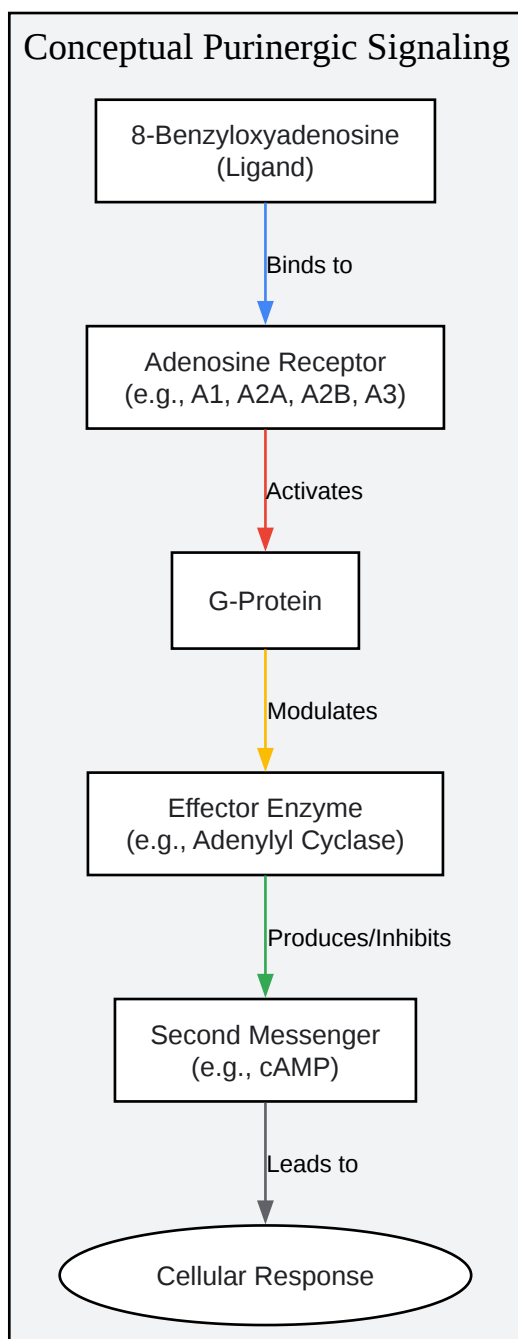 Conceptual Purinergic Signaling
8-Benzyloxyadenosine
(Ligand)
Binds to
Adenosine Receptor
(e.g., A1, A2A, A2B, A3)
Activates
G-Protein
Modulates
Effector Enzyme
(e.g., Adenylyl Cyclase)
Produces/Inhibits
Second Messenger
(e.g., cAMP)
Leads to
Cellular Response